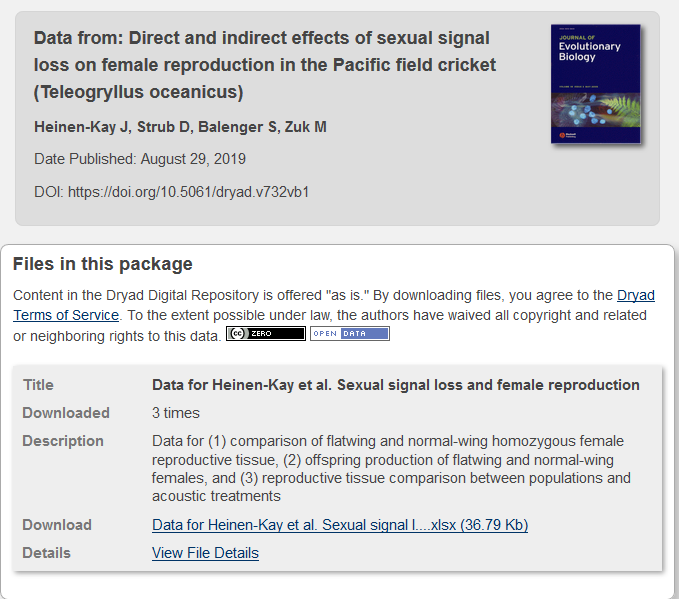 Data from: Direct and indirect effects of sexual signal
loss on female reproduction in the Pacific field cricket
(Teleogryllus oceanicus)
Heinen-Kay J, Strub D, Balenger S, Zuk M
Date Published: August 29, 2019
DOI: https://doi.org/10.5061/dryad.v732vb1
JOURNAL OF
Evolutionary
Biology
Files in this package
Content in the Dryad Digital Repository is offered "as is." By downloading files, you agree to the Dryad
Terms of Service. To the extent possible under law, the authors have waived all copyright and related
or neighboring rights to this data. cc ZERO OPEN DATA
Title Data for Heinen-Kay et al. Sexual signal loss and female reproduction
Downloaded 3 times
Description Data for (1) comparison of flatwing and normal-wing homozygous female
reproductive tissue, (2) offspring production of flatwing and normal-wing
females, and (3) reproductive tissue comparison between populations and
acoustic treatments
Download Data for Heinen-Kay et al. Sexual signal l....xlsx (36.79 Kb)
Details View File Details